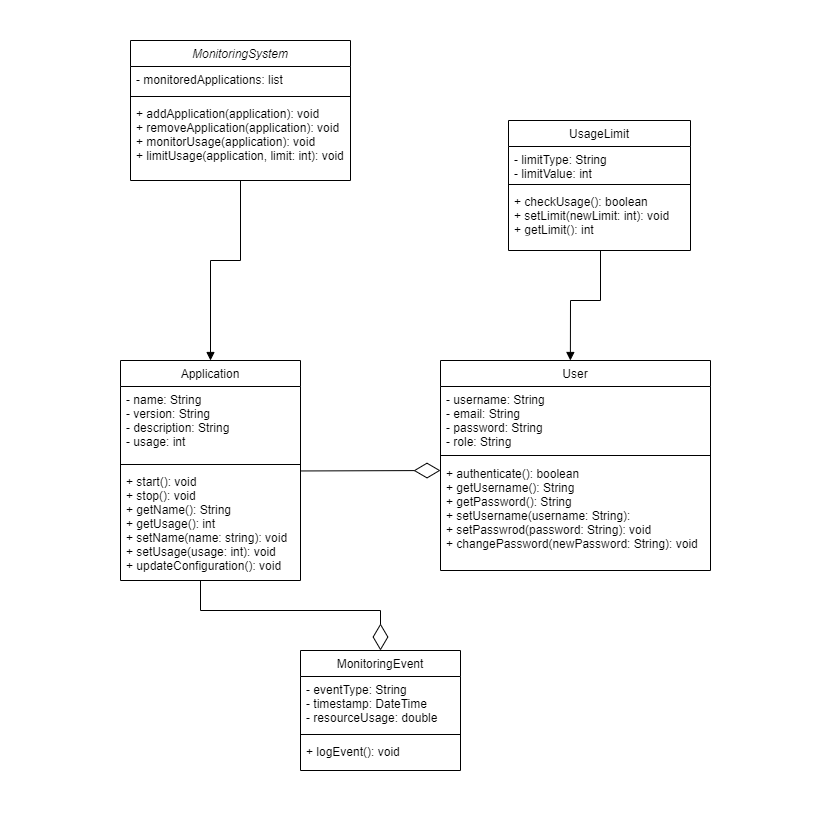 MonitoringSystem
- monitoredApplications: list
+ addApplication(application): void
+ removeApplication(application): void
+ monitorUsage(application): void
+ limitUsage(application, limit: int): void
UsageLimit
- limitType: String
- limitValue: int
+ checkUsage(): boolean
+ setLimit(newLimit: int): void
+ getLimit(): int
Application
- name: String
- version: String
- description: String
- usage: int
+ start(): void
+ stop(): void
+ getName(): String
+ getUsage(): int
+ setName(name: string): void
+ setUsage(usage: int): void
+ updateConfiguration(): void
User
- username: String
- email: String
- password: String
- role: String
+ authenticate(): boolean
+ getUsername(): String
+ getPassword(): String
+ setUsername(username: String):
+ setPasswrod(password: String): void
+ changePassword(newPassword: String): void
MonitoringEvent
- eventType: String
- timestamp: DateTime
- resourceUsage: double
+ logEvent(): void